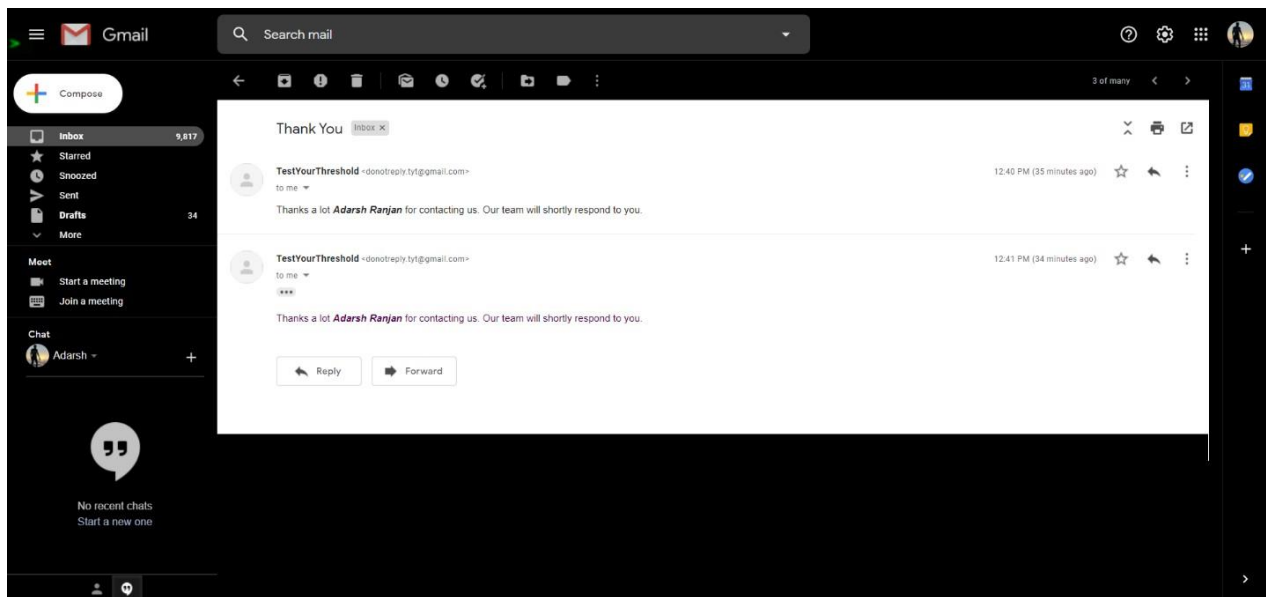 Gmail
Search mail
Compose
3 of many
31
Inbox 9,817
Starred
Snoozed
Sent
Drafts 34
More
Meet
Start a meeting
Join a meeting
Chat
Adarsh
No recent chats
Start a new one
Thank You Inbox x
TestYourThreshold <donotreply.tyt@gmail.com> 12:40 PM (35 minutes ago)
to me
Thanks a lot Adarsh Ranjan for contacting us. Our team will shortly respond to you.
TestYourThreshold <donotreply.tyt@gmail.com> 12:41 PM (34 minutes ago)
to me
Thanks a lot Adarsh Ranjan for contacting us. Our team will shortly respond to you.
Reply Forward